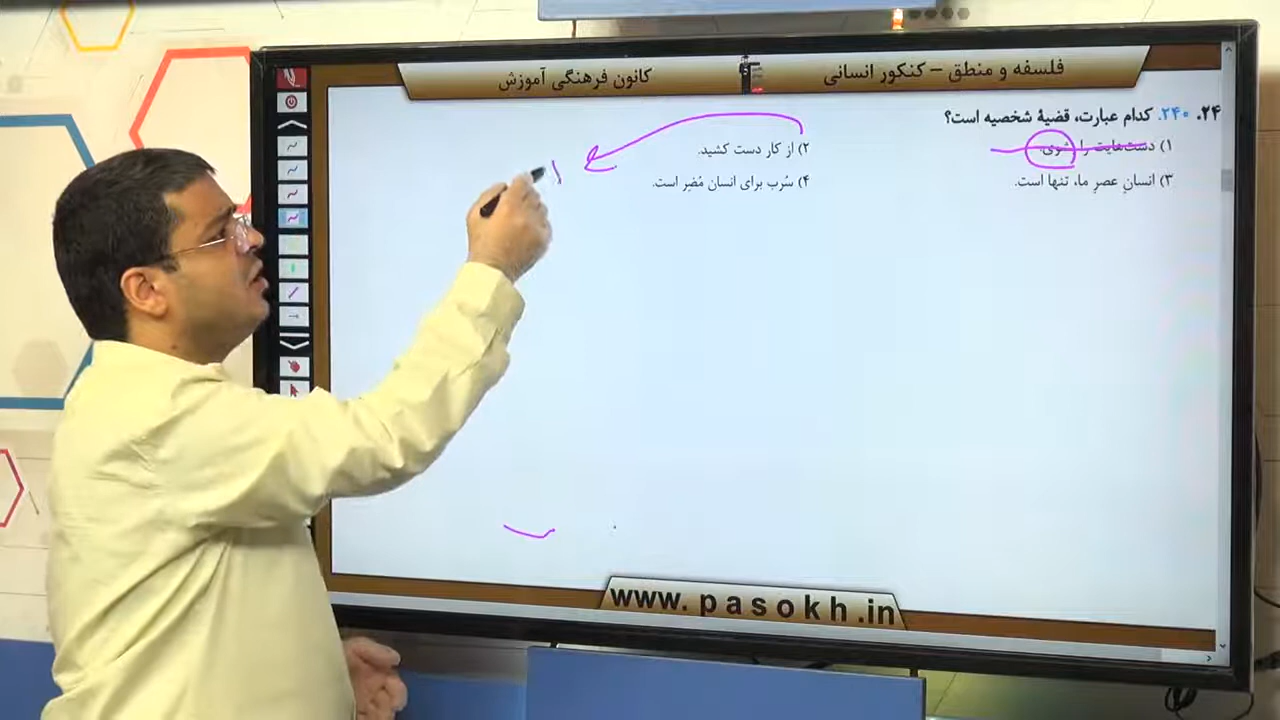 فلسفه و منطق - کنکور انسانی
کانون فرهنگی آموزش
۲۴. ۲۴۰. کدام عبارت، قضیهٔ شخصیه است؟
۱) دست‌هایت را شوی.
۲) از کار دست کشید.
۳) انسانِ عصرِ ما، تنها است.
۴) سُرب برای انسان مُضِر است.
www.pasokh.in